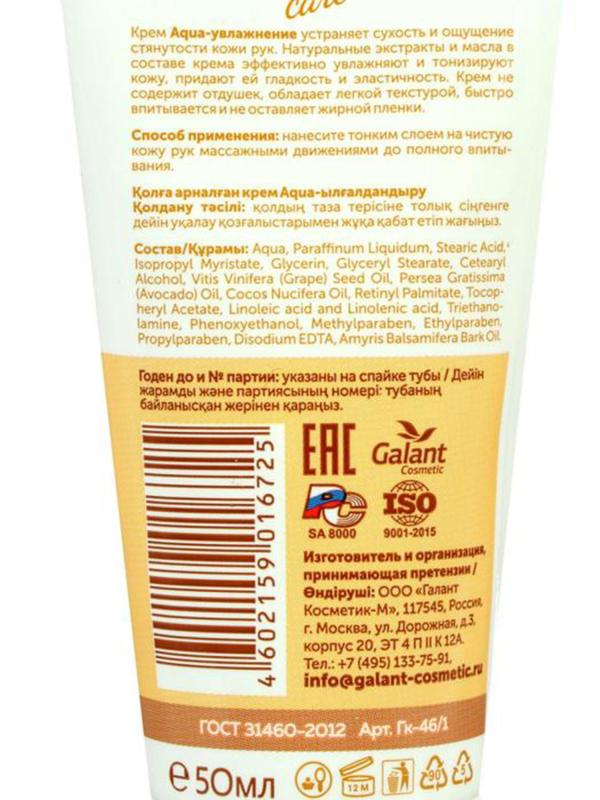 care
Крем Aqua-увлажнение устраняет сухость и ощущение
стянутости кожи рук. Натуральные экстракты и масла в
составе крема эффективно увлажняют и тонизируют
кожу, придают ей гладкость и эластичность. Крем не
содержит отдушек, обладает легкой текстурой, быстро
впитывается и не оставляет жирной пленки.
Способ применения: нанесите тонким слоем на чистую
кожу рук массажными движениями до полного впиты-
вания.
Қолға арналған крем Aqua-ылғалдандыру
Қолдану тәсілі: қолдың таза терісіне толық сіңгенге
дейін уқалау қозғалыстарымен жұқа қабат етіп жағыңыз.
Состав/Құрамы: Aqua, Paraffinum Liquidum, Stearic Acid,
Isopropyl Myristate, Glycerin, Glyceryl Stearate, Cetearyl
Alcohol, Vitis Vinifera (Grape) Seed Oil, Persea Gratissima
(Avocado) Oil, Cocos Nucifera Oil, Retinyl Palmitate, Tocop-
heryl Acetate, Linoleic acid and Linolenic acid, Triethano-
lamine, Phenoxyethanol, Methylparaben, Ethylparaben,
Propylparaben, Disodium EDTA, Amyris Balsamifera Bark Oil.
Годен до и № партии: указаны на спайке тубы / Дейін
жарамды және партиясының нөмірі: тубаның
байланысқан жерінен қараңыз.
4 602159 016725
EAC
Galant
Cosmetic
РС
SA 8000
ISO
9001-2015
Изготовитель и организация,
принимающая претензии /
Өндіруші: ООО «Галант
Косметик-М», 117545, Россия,
г. Москва, ул. Дорожная, д.3,
корпус 20, ЭТ 4 П II К 12А.
Тел.: +7 (495) 133-75-91,
info@galant-cosmetic.ru
ГОСТ 31460-2012 Арт. Гк-46/1
℮50мл
12 M
90
5